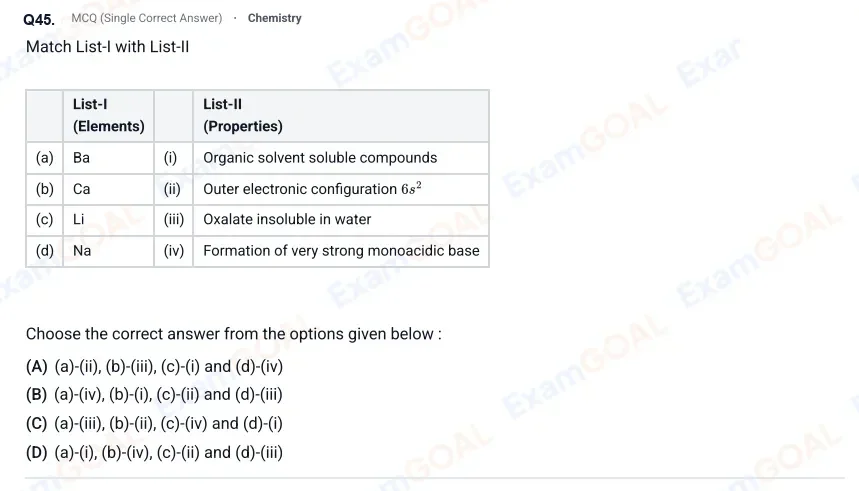 Q45. MCQ (Single Correct Answer) · Chemistry
Match List-I with List-II
List-I (Elements) List-II (Properties)
(a) Ba (i) Organic solvent soluble compounds
(b) Ca (ii) Outer electronic configuration 6s²
(c) Li (iii) Oxalate insoluble in water
(d) Na (iv) Formation of very strong monoacidic base
Choose the correct answer from the options given below :
(A) (a)-(ii), (b)-(iii), (c)-(i) and (d)-(iv)
(B) (a)-(iv), (b)-(i), (c)-(ii) and (d)-(iii)
(C) (a)-(iii), (b)-(ii), (c)-(iv) and (d)-(i)
(D) (a)-(i), (b)-(iv), (c)-(ii) and (d)-(iii)
ExamGOAL